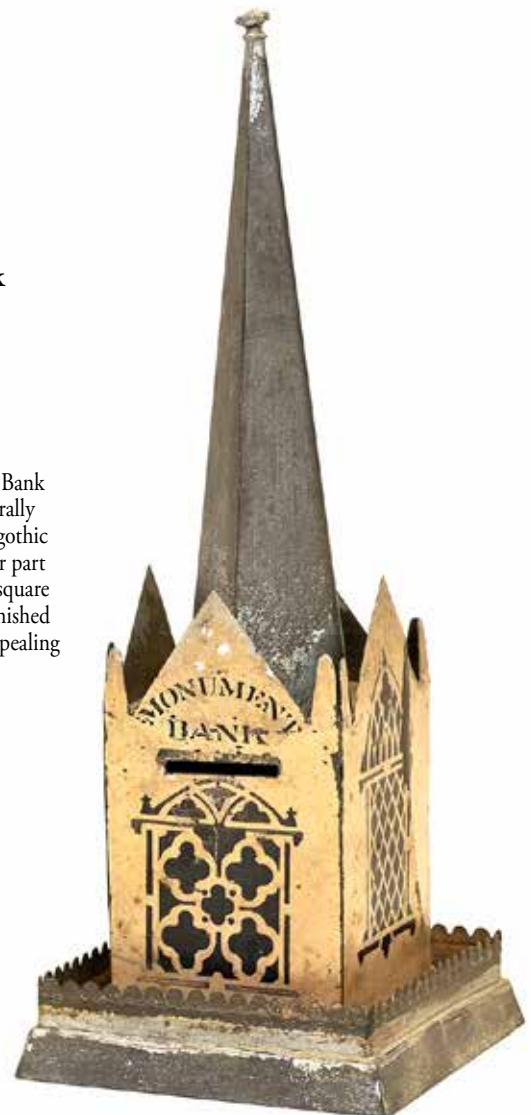 k
Bank
rally
gothic
r part
square
nished
pealing
MONUMENT
BANK